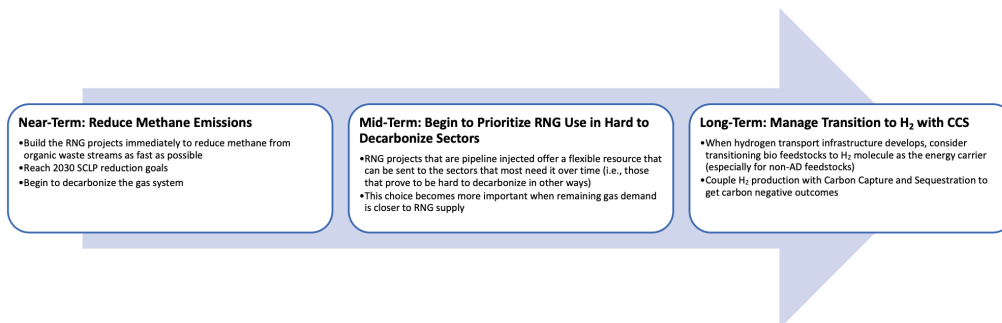 Near-Term: Reduce Methane Emissions
•Build the RNG projects immediately to reduce methane from
organic waste streams as fast as possible
•Reach 2030 SCLP reduction goals
•Begin to decarbonize the gas system
Mid-Term: Begin to Prioritize RNG Use in Hard to
Decarbonize Sectors
•RNG projects that are pipeline injected offer a flexible resource that
can be sent to the sectors that most need it over time (i.e., those
that prove to be hard to decarbonize in other ways)
•This choice becomes more important when remaining gas demand
is closer to RNG supply
Long-Term: Manage Transition to H₂ with CCS
•When hydrogen transport infrastructure develops, consider
transitioning bio feedstocks to H₂ molecule as the energy carrier
(especially for non-AD feedstocks)
•Couple H₂ production with Carbon Capture and Sequestration to
get carbon negative outcomes